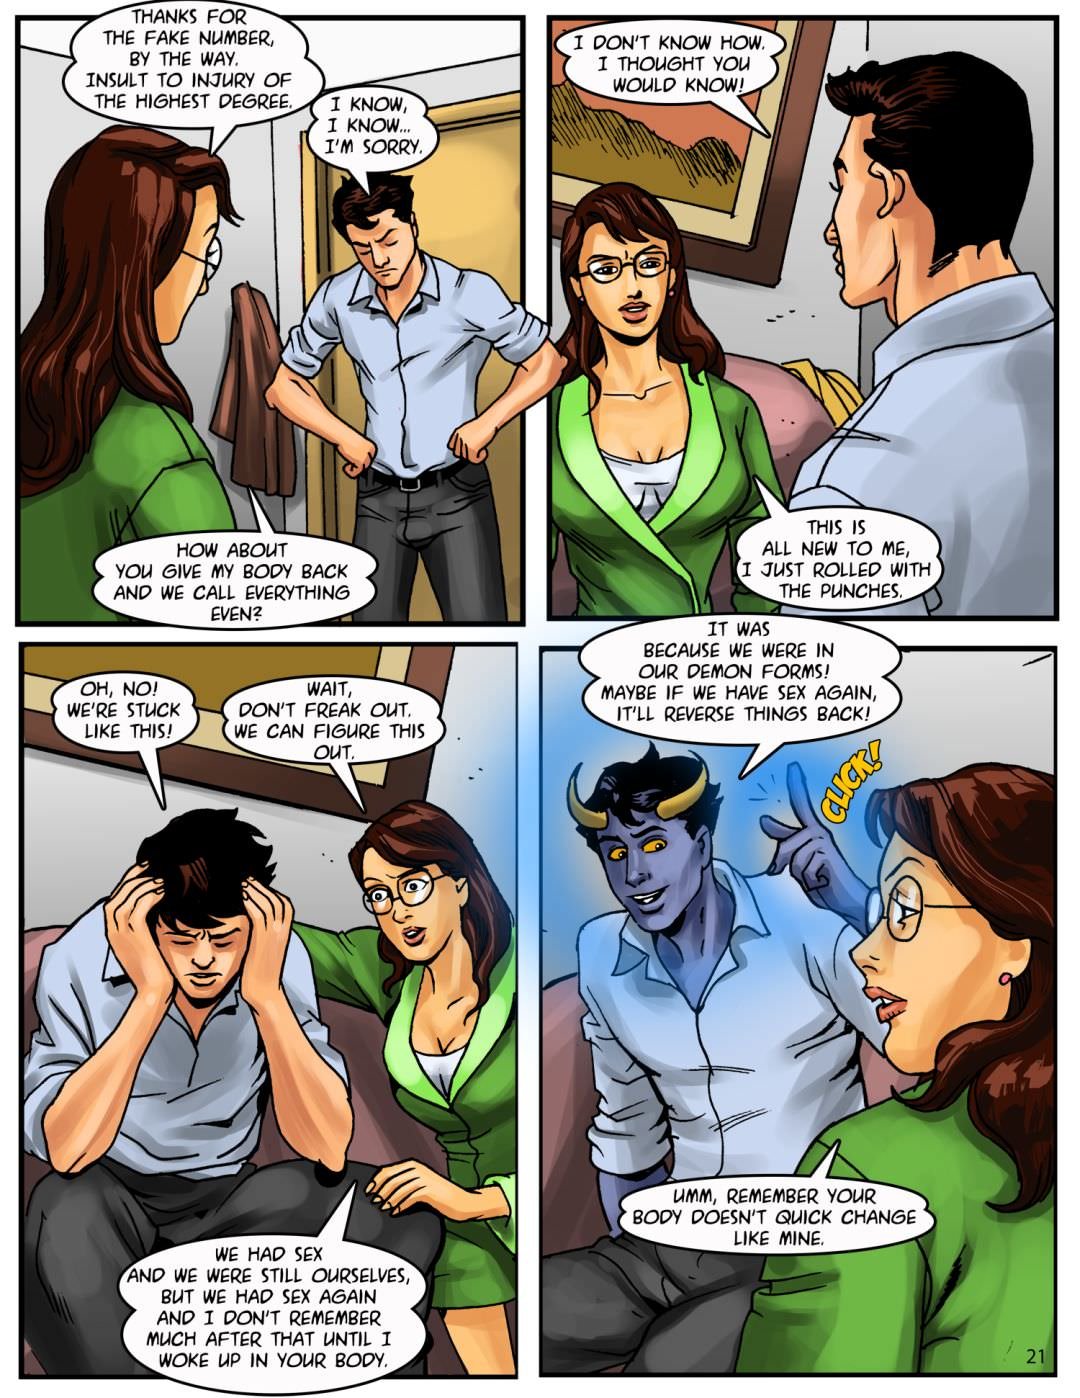 THANKS FOR
THE FAKE NUMBER,
BY THE WAY.
INSULT TO INJURY OF
THE HIGHEST DEGREE.
I KNOW,
I KNOW...
I'M SORRY.
HOW ABOUT
YOU GIVE MY BODY BACK
AND WE CALL EVERYTHING
EVEN?
I DON'T KNOW HOW.
I THOUGHT YOU
WOULD KNOW!
THIS IS
ALL NEW TO ME,
I JUST ROLLED WITH
THE PUNCHES.
OH, NO!
WE'RE STUCK
LIKE THIS!
WAIT,
DON'T FREAK OUT.
WE CAN FIGURE THIS
OUT.
WE HAD SEX
AND WE WERE STILL OURSELVES,
BUT WE HAD SEX AGAIN
AND I DON'T REMEMBER
MUCH AFTER THAT UNTIL I
WOKE UP IN YOUR BODY.
IT WAS
BECAUSE WE WERE IN
OUR DEMON FORMS!
MAYBE IF WE HAVE SEX AGAIN,
IT'LL REVERSE THINGS BACK!
CLICK!
UMM, REMEMBER YOUR
BODY DOESN'T QUICK CHANGE
LIKE MINE.
21